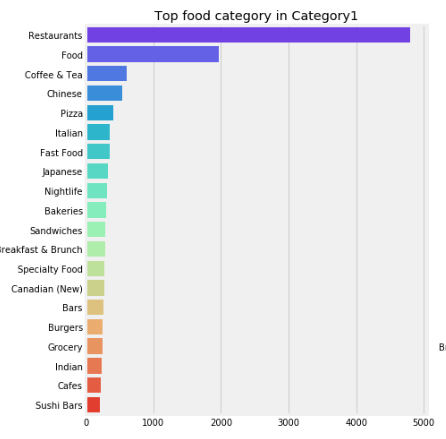 Top food category in Category1
Restaurants
Food
Coffee & Tea
Chinese
Pizza
Italian
Fast Food
Japanese
Nightlife
Bakeries
Sandwiches
reakfast & Brunch
Specialty Food
Canadian (New)
Bars
Burgers
Grocery
Indian
Cafes
Sushi Bars
0 1000 2000 3000 4000 5000